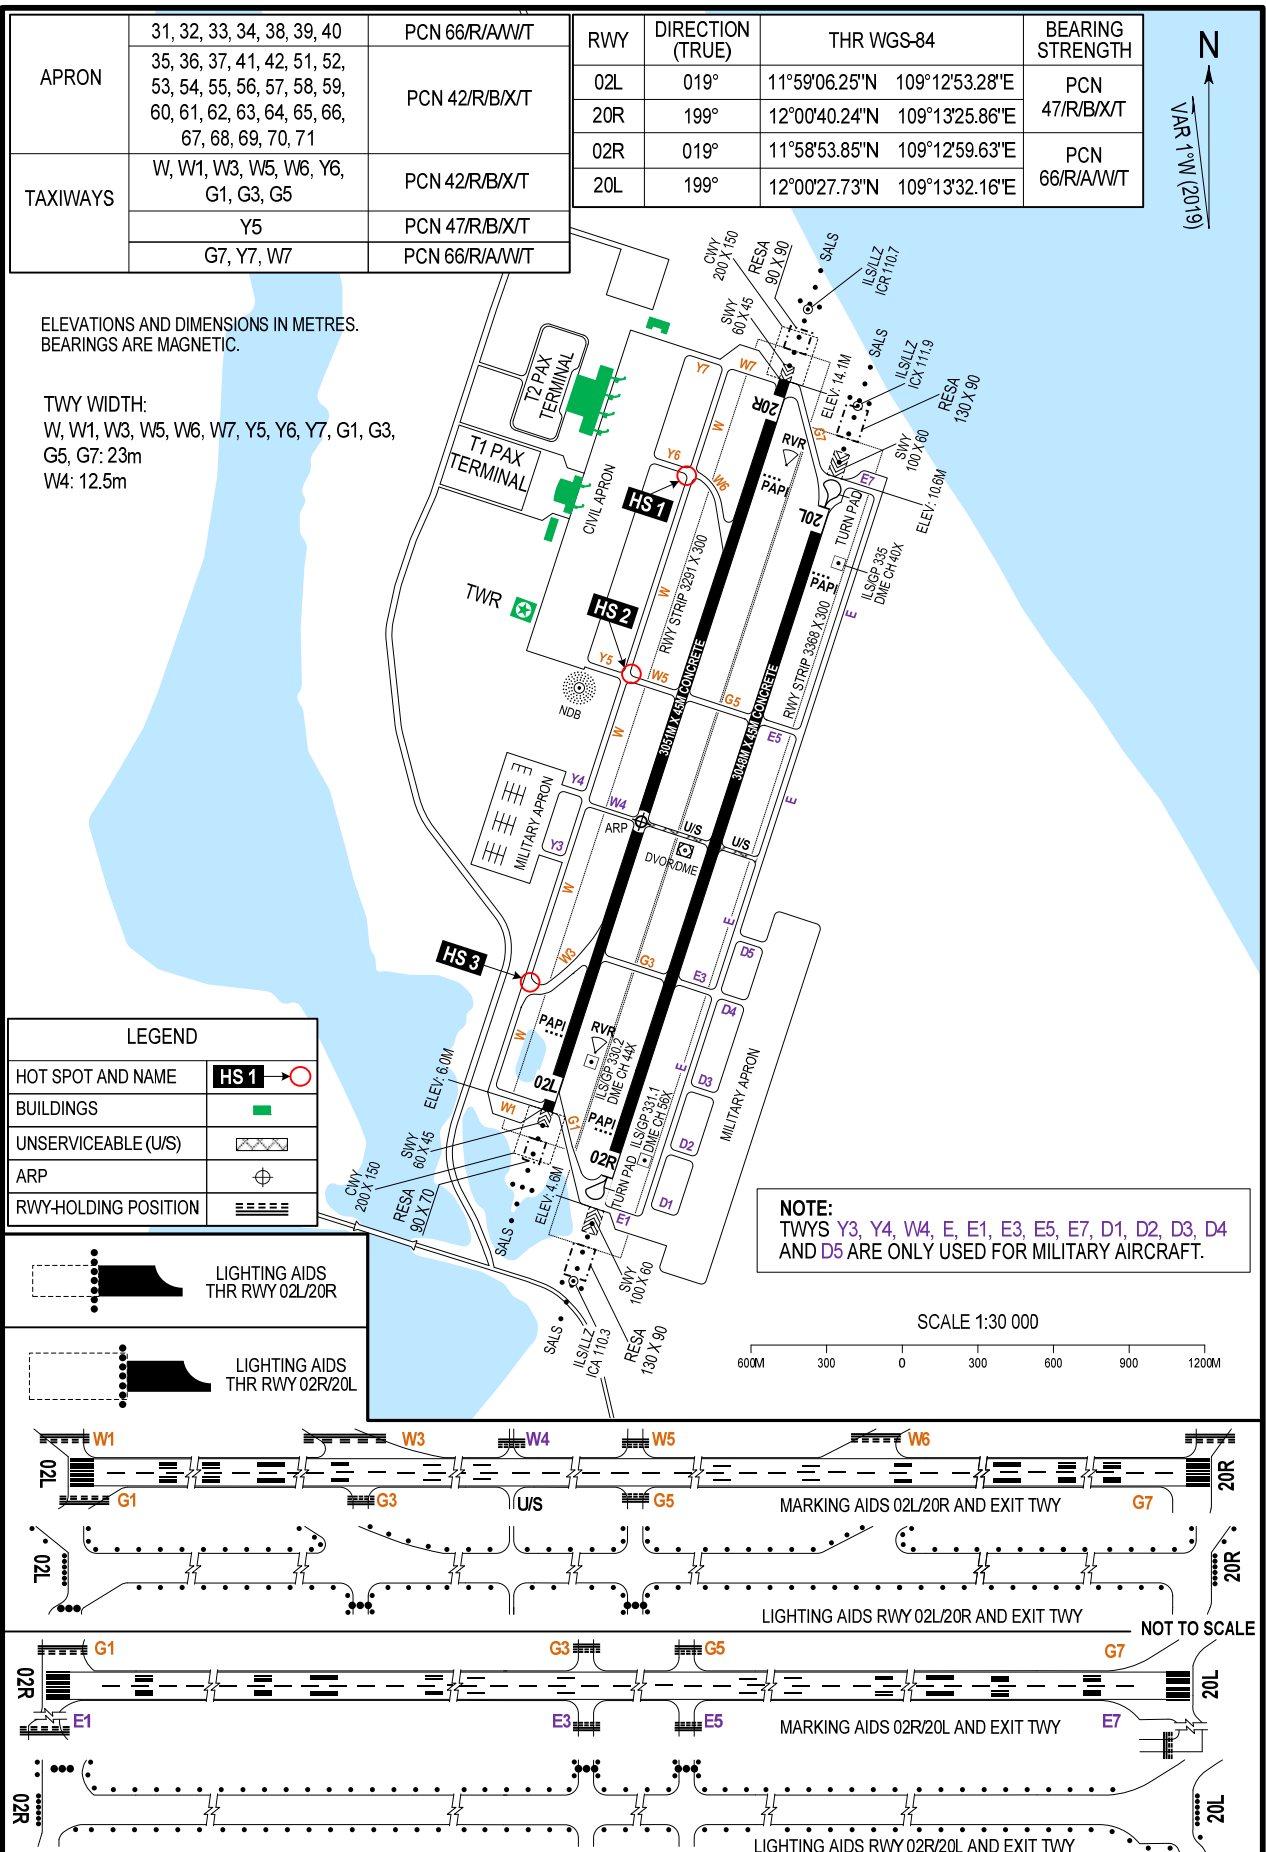 APRON
31, 32, 33, 34, 38, 39, 40
PCN 66/R/A/W/T
35, 36, 37, 41, 42, 51, 52,
53, 54, 55, 56, 57, 58, 59,
60, 61, 62, 63, 64, 65, 66,
67, 68, 69, 70, 71
PCN 42/R/B/X/T
TAXIWAYS
W, W1, W3, W5, W6, Y6,
G1, G3, G5
PCN 42/R/B/X/T
Y5
PCN 47/R/B/X/T
G7, Y7, W7
PCN 66/R/A/W/T
RWY
DIRECTION
(TRUE)
THR WGS-84
BEARING
STRENGTH
02L 019° 11°59'06.25"N 109°12'53.28"E
20R 199° 12°00'40.24"N 109°13'25.86"E
PCN
47/R/B/X/T
02R 019° 11°58'53.85"N 109°12'59.63"E
20L 199° 12°00'27.73"N 109°13'32.16"E
PCN
66/R/A/W/T
N
VAR 1°W (2019)
ELEVATIONS AND DIMENSIONS IN METRES.
BEARINGS ARE MAGNETIC.
TWY WIDTH:
W, W1, W3, W5, W6, W7, Y5, Y6, Y7, G1, G3,
G5, G7: 23m
W4: 12.5m
CWY
200 X 150
RESA
90 X 90
SALS
ILS/LLZ
ICR 110.7
SWY
60 X 45
SALS
ILS/LLZ
ICX 111.9
RESA
130 X 90
ELEV: 14.1M
SWY
100 X 60
ELEV: 10.6M
T2 PAX
TERMINAL
T1 PAX
TERMINAL
CIVIL APRON
Y7
W7
W
20R
G7
RVR
PAPI
E7
20L
TURN PAD
Y6
W6
HS 1
PAPI
ILS/GP 335
DME CH 40X
TWR
HS 2
W
RWY STRIP 3291 X 300
E
RWY STRIP 3368 X 300
Y5
W5
NDB
3051M X 45M CONCRETE
G5
3048M X 45M CONCRETE
E5
W
Y4
W4
E
MILITARY APRON
ARP
U/S
U/S
DVOR/DME
Y3
W
E
HS 3
W3
G3
E3
D5
D4
W
PAPI
RVR
ILS/GP 330.2
DME CH 44X
E
D3
MILITARY APRON
ELEV: 6.0M
02L
W1
G1
PAPI
ILS/GP 331.1
DME CH 56X
D2
02R
TURN PAD
D1
E1
SWY
60 X 45
CWY
200 X 150
RESA
90 X 70
SALS
ELEV: 4.6M
SWY
100 X 60
SALS
ILS/LLZ
ICA 110.3
RESA
130 X 90
LEGEND
HOT SPOT AND NAME HS 1
BUILDINGS
UNSERVICEABLE (U/S)
ARP
RWY-HOLDING POSITION
NOTE:
TWYS Y3, Y4, W4, E, E1, E3, E5, E7, D1, D2, D3, D4
AND D5 ARE ONLY USED FOR MILITARY AIRCRAFT.
LIGHTING AIDS
THR RWY 02L/20R
LIGHTING AIDS
THR RWY 02R/20L
SCALE 1:30 000
600M 300 0 300 600 900 1200M
W1 W3 W4 W5 W6
02L
20R
G1 G3 U/S G5 MARKING AIDS 02L/20R AND EXIT TWY G7
02L
20R
LIGHTING AIDS RWY 02L/20R AND EXIT TWY
NOT TO SCALE
G1 G3 G5 G7
02R
20L
E1 E3 E5 MARKING AIDS 02R/20L AND EXIT TWY E7
02R
20L
LIGHTING AIDS RWY 02R/20L AND EXIT TWY